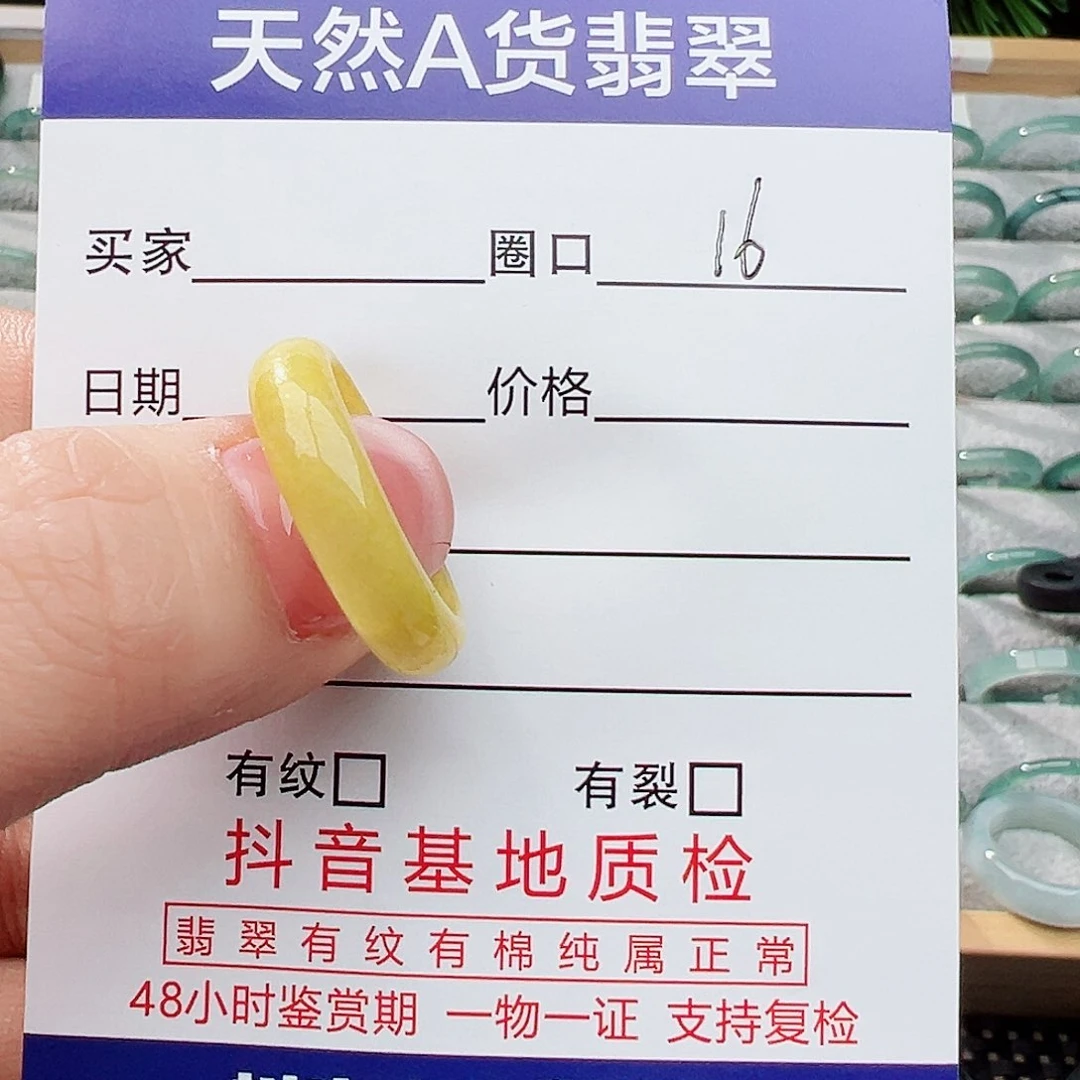 天然A货翡翠
买家 圈口 16
日期 价格
有纹 有裂
抖音基地质检
翡翠有纹有棉纯属正常
48小时鉴赏期 一物一证 支持复检